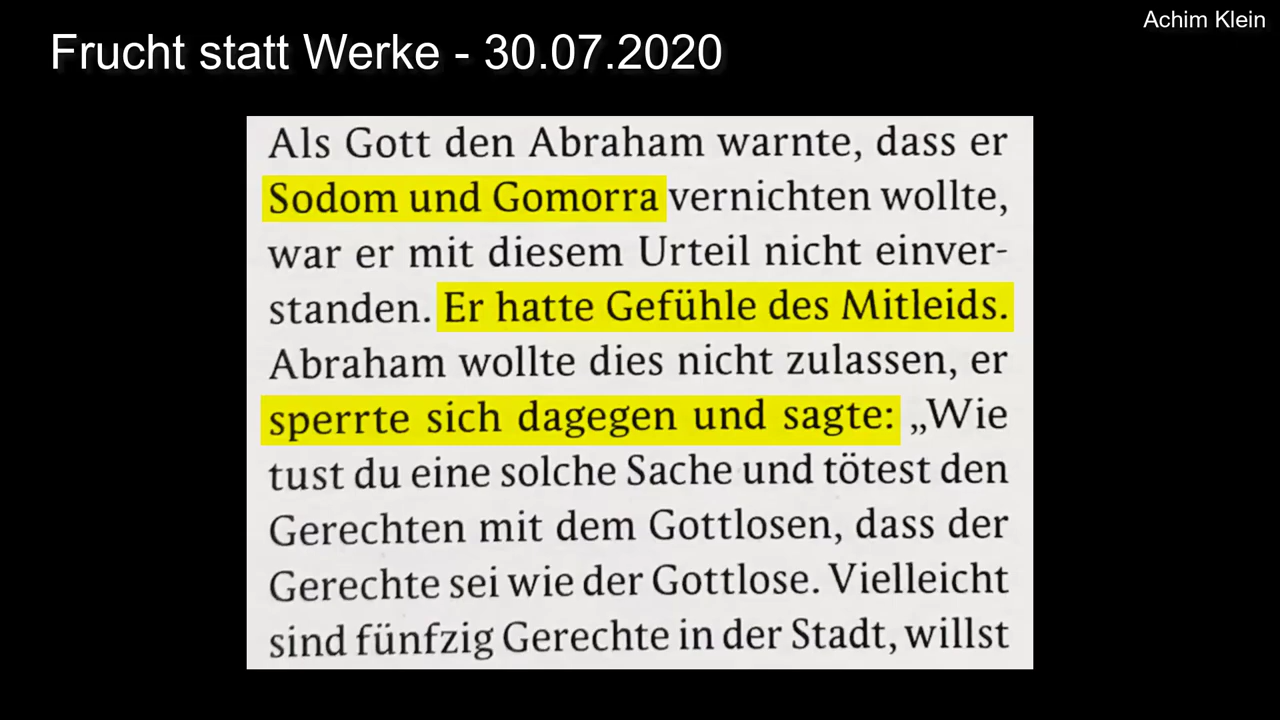 Achim Klein
Frucht statt Werke - 30.07.2020
Als Gott den Abraham warnte, dass er
Sodom und Gomorra vernichten wollte,
war er mit diesem Urteil nicht einver-
standen. Er hatte Gefühle des Mitleids.
Abraham wollte dies nicht zulassen, er
sperrte sich dagegen und sagte: „Wie
tust du eine solche Sache und tötest den
Gerechten mit dem Gottlosen, dass der
Gerechte sei wie der Gottlose. Vielleicht
sind fünfzig Gerechte in der Stadt, willst